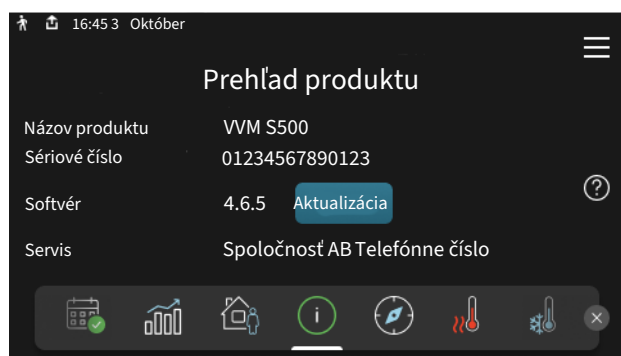 16:45 3 Október
Prehľad produktu
Názov produktu VVM S500
Sériové číslo 01234567890123
Softvér 4.6.5 Aktualizácia
Servis Spoločnosť AB Telefónne číslo